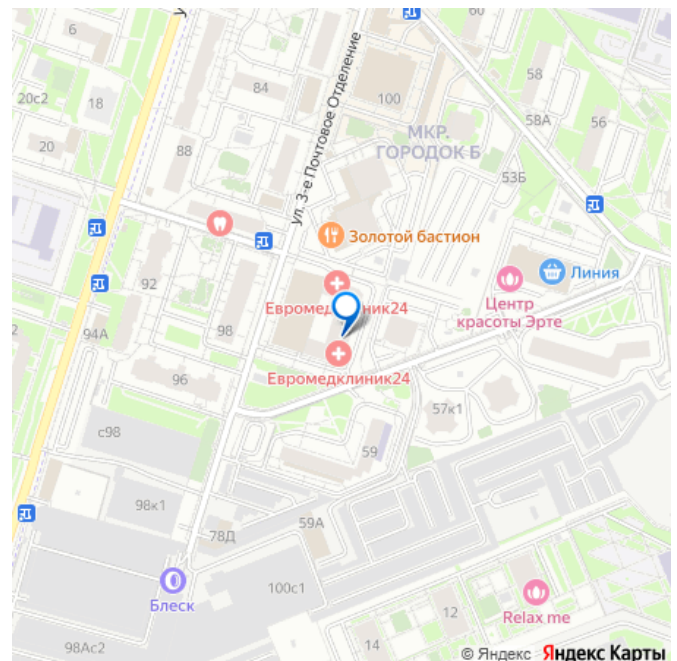 6
60
20с2
18
84
100
58
58А
56
20
88
ул. 3-е Почтовое Отделение
МКР.
ГОРОДОК Б
53Б
Золотой бастион
Линия
92
98
Евромедклиник24
Центр
красоты Эрте
94А
96
Евромедклиник24
57к1
с98
59
98к1
59А
78Д
100с1
Блеск
12
Relax me
14
98Ас2
© Яндекс Яндекс Карты